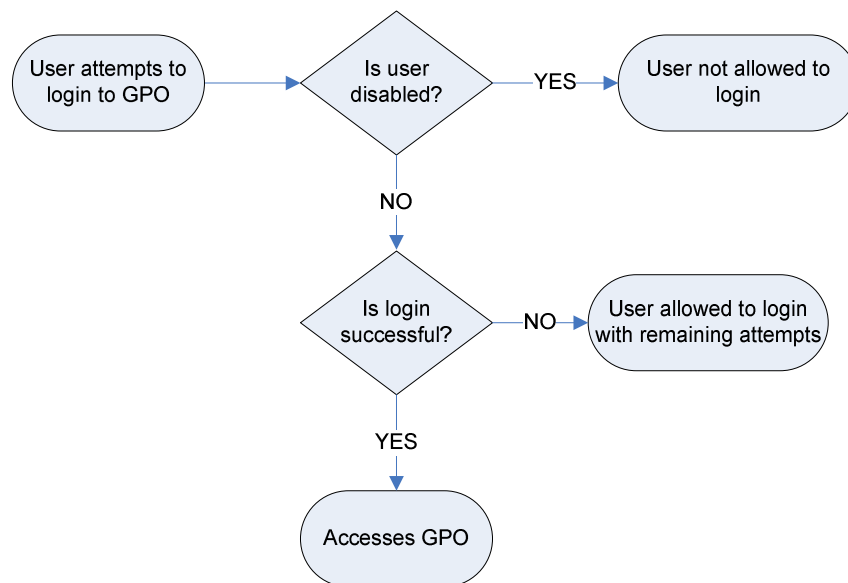 User attempts to
login to GPO
Is user
disabled?
YES
User not allowed to
login
NO
Is login
successful?
NO
User allowed to login
with remaining attempts
YES
Accesses GPO